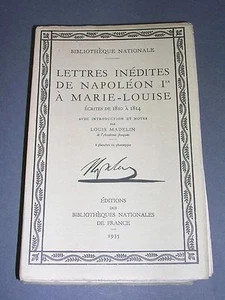 BIBLIOTHÈQUE NATIONALE
LETTRES INÉDITES
DE NAPOLÉON Iᵉʳ
À MARIE-LOUISE
ÉCRITES DE 1810 À 1814
AVEC INTRODUCTION ET NOTES
PAR
LOUIS MADELIN
de l'Académie française
ÉDITIONS
DES
BIBLIOTHÈQUES NATIONALES
DE FRANCE
1935